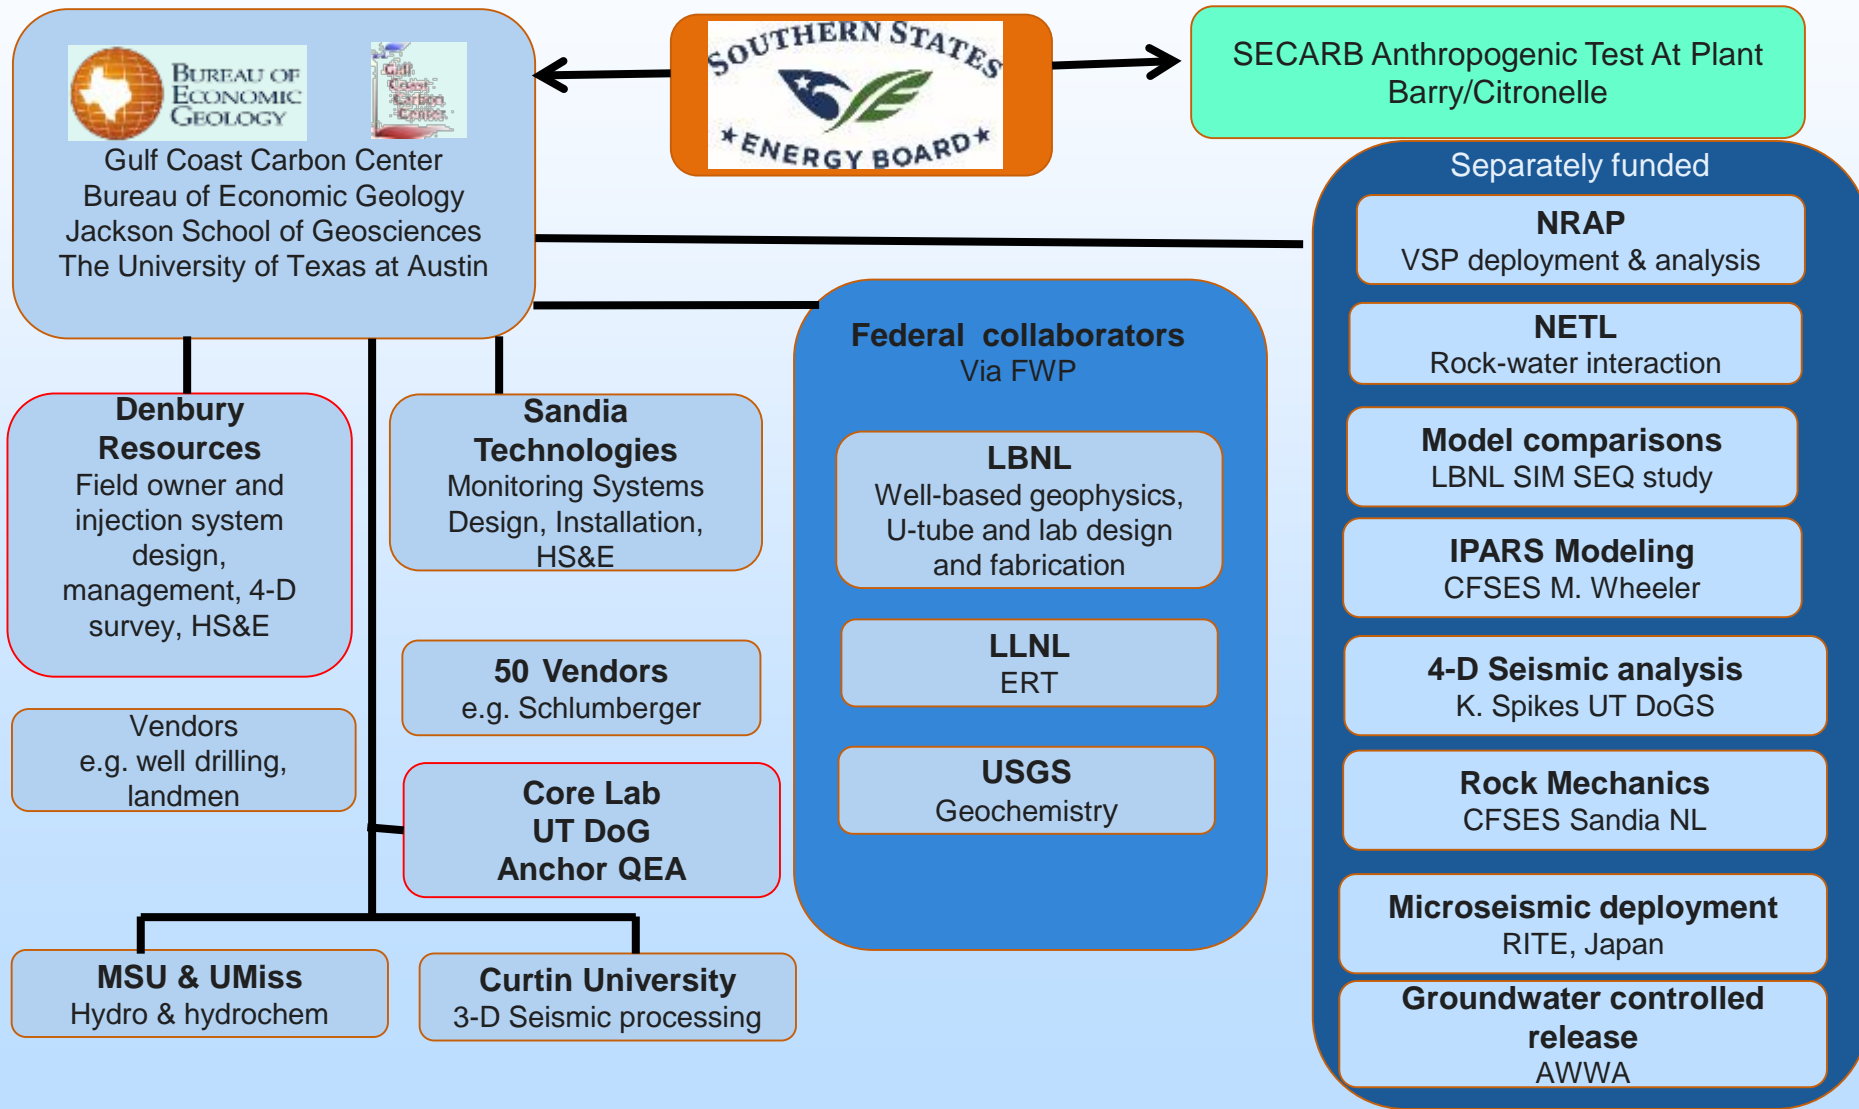 BUREAU OF
ECONOMIC
GEOLOGY
Gulf
Coast
Carbon
Center
Gulf Coast Carbon Center
Bureau of Economic Geology
Jackson School of Geosciences
The University of Texas at Austin
SOUTHERN STATES
★ENERGY BOARD★
SECARB Anthropogenic Test At Plant
Barry/Citronelle
Denbury
Resources
Field owner and
injection system
design,
management, 4-D
survey, HS&E
Vendors
e.g. well drilling,
landmen
Sandia
Technologies
Monitoring Systems
Design, Installation,
HS&E
50 Vendors
e.g. Schlumberger
Core Lab
UT DoG
Anchor QEA
MSU & UMiss
Hydro & hydrochem
Curtin University
3-D Seismic processing
Federal collaborators
Via FWP
LBNL
Well-based geophysics,
U-tube and lab design
and fabrication
LLNL
ERT
USGS
Geochemistry
Separately funded
NRAP
VSP deployment & analysis
NETL
Rock-water interaction
Model comparisons
LBNL SIM SEQ study
IPARS Modeling
CFSES M. Wheeler
4-D Seismic analysis
K. Spikes UT DoGS
Rock Mechanics
CFSES Sandia NL
Microseismic deployment
RITE, Japan
Groundwater controlled
release
AWWA